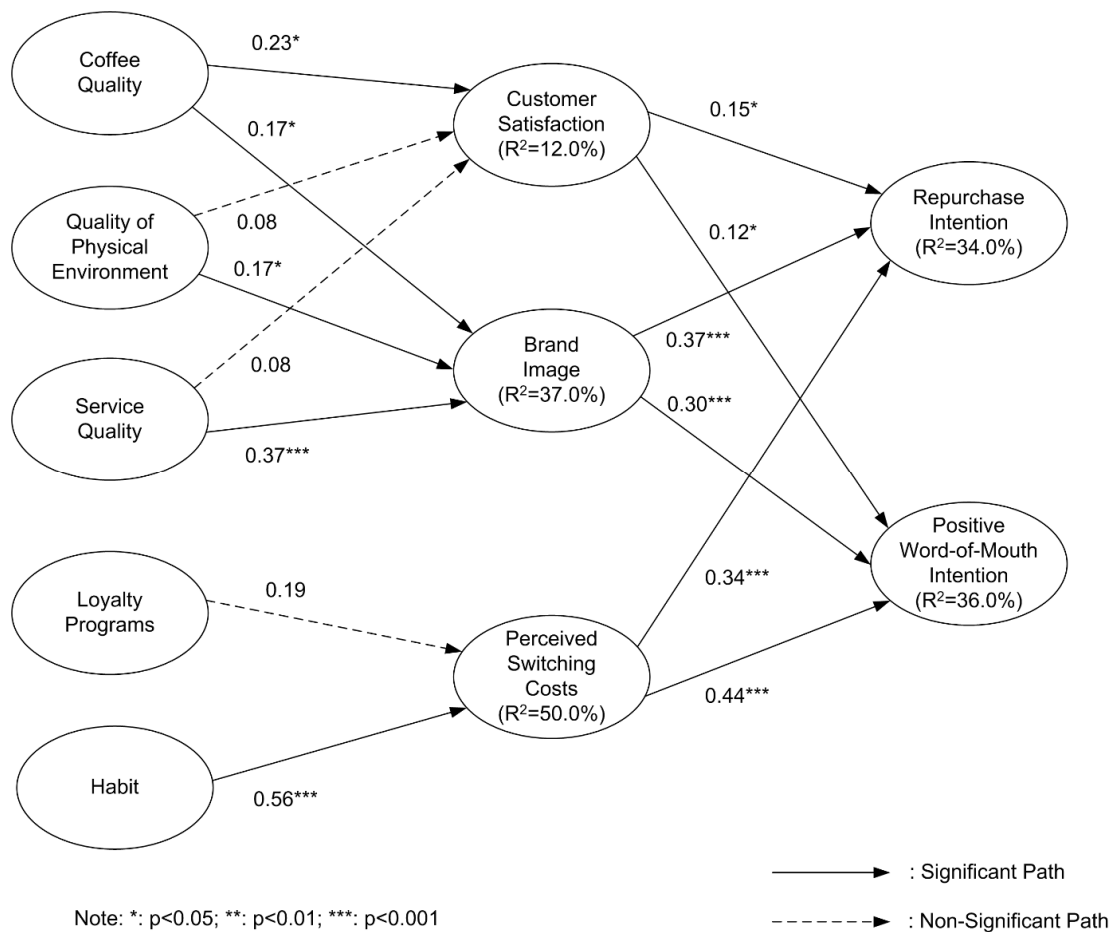 Coffee
Quality
0.23*
0.17*
Quality of
Physical
Environment
0.08
0.17*
Service
Quality
0.08
0.37***
Loyalty
Programs
0.19
Habit
0.56***
Customer
Satisfaction
(R²=12.0%)
0.15*
0.12*
Brand
Image
(R²=37.0%)
0.37***
0.30***
Perceived
Switching
Costs
(R²=50.0%)
0.34***
0.44***
Repurchase
Intention
(R²=34.0%)
Positive
Word-of-Mouth
Intention
(R²=36.0%)
: Significant Path
: Non-Significant Path
Note: *: p<0.05; **: p<0.01; ***: p<0.001